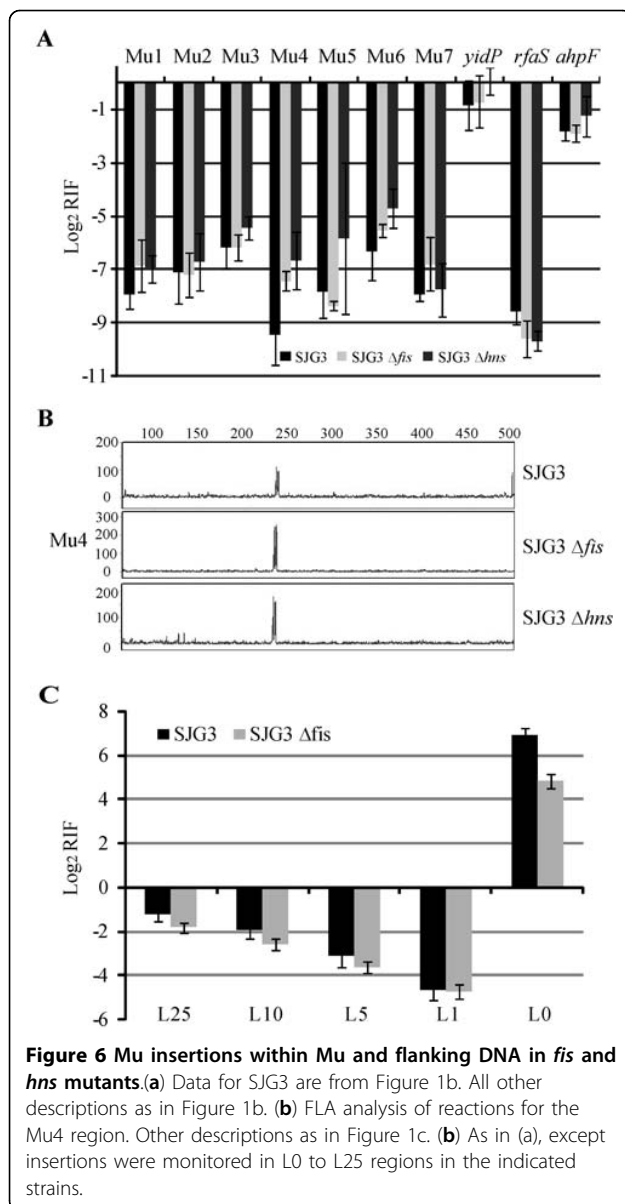 A
Mu1 Mu2 Mu3 Mu4 Mu5 Mu6 Mu7 yidP rfaS ahpF
-1
-3
-5
-7
-9
-11
Log2 RIF
SJG3 SJG3 Δfis SJG3 Δhns
B
100 150 200 250 300 350 400 450 500
200
100
0
SJG3
Mu4
300
200
100
0
SJG3 Δfis
200
100
0
SJG3 Δhns
C
8
6
4
2
0
-2
-4
-6
Log2 RIF
SJG3 SJG3 Δfis
L25 L10 L5 L1 L0
Figure 6 Mu insertions within Mu and flanking DNA in fis and
hns mutants.(a) Data for SJG3 are from Figure 1b. All other
descriptions as in Figure 1b. (b) FLA analysis of reactions for the
Mu4 region. Other descriptions as in Figure 1c. (b) As in (a), except
insertions were monitored in L0 to L25 regions in the indicated
strains.